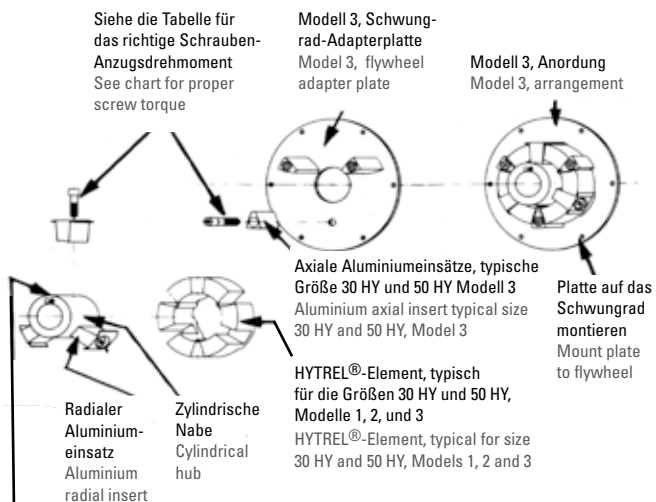 Siehe die Tabelle für
das richtige Schrauben-
Anzugsdrehmoment
See chart for proper
screw torque
Modell 3, Schwung-
rad-Adapterplatte
Model 3, flywheel
adapter plate
Modell 3, Anordung
Model 3, arrangement
Axiale Aluminiumeinsätze, typische
Größe 30 HY und 50 HY Modell 3
Aluminium axial insert typical size
30 HY and 50 HY, Model 3
Platte auf das
Schwungrad
montieren
Mount plate
to flywheel
HYTREL®-Element, typisch
für die Größen 30 HY und 50 HY,
Modelle 1, 2, und 3
HYTREL®-Element, typical for size
30 HY and 50 HY, Models 1, 2 and 3
Radialer
Aluminium-
einsatz
Aluminium
radial insert
Zylindrische
Nabe
Cylindrical
hub